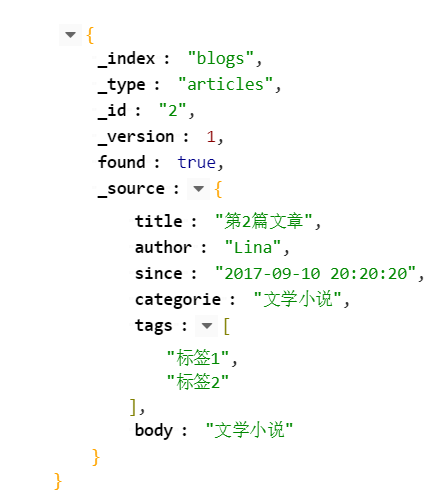 {
_index : "blogs",
_type : "articles",
_id : "2",
_version : 1,
found : true,
_source : {
title : "第2篇文章",
author : "Lina",
since : "2017-09-10 20:20:20",
categorie : "文学小说",
tags : [
"标签1",
"标签2"
],
body : "文学小说"
}
}